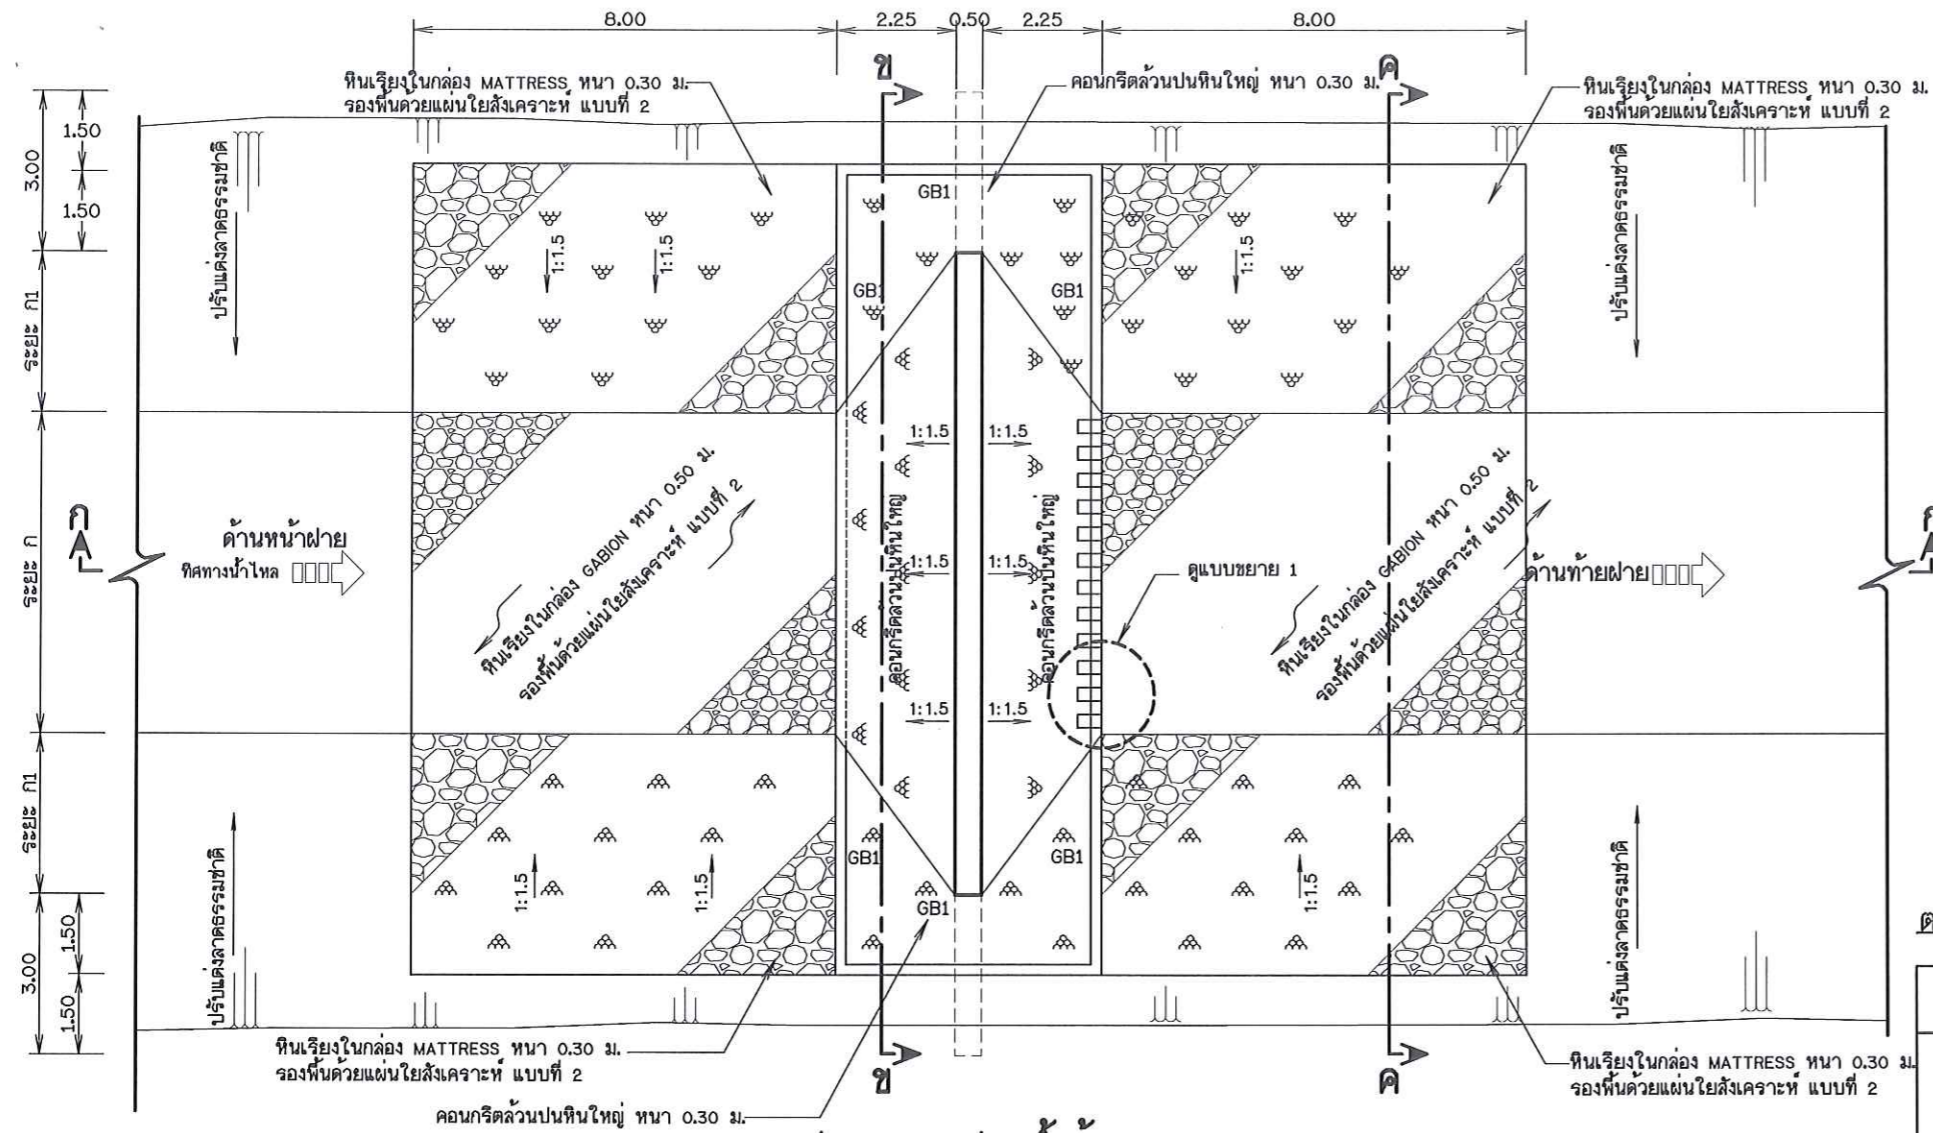 8.00
2.25
0.50
2.25
8.00
ข
ค
หินเรียงในกล่อง MATTRESS หนา 0.30 ม.
รองพื้นด้วยแผ่นใยสังเคราะห์ แบบที่ 2
คอนกรีตล้วนปนหินใหญ่ หนา 0.30 ม.
หินเรียงในกล่อง MATTRESS หนา 0.30 ม.
รองพื้นด้วยแผ่นใยสังเคราะห์ แบบที่ 2
3.00
1.50
1.50
ระยะ ก1
ระยะ ก
ระยะ ก1
3.00
1.50
1.50
ปรับแต่งลาดธรรมชาติ
ปรับแต่งลาดธรรมชาติ
1:1.5
1:1.5
1:1.5
GB1
GB1
GB1
1:1.5
1:1.5
1:1.5
1:1.5
1:1.5
1:1.5
คอนกรีตล้วนปนหินใหญ่
คอนกรีตล้วนปนหินใหญ่
หินเรียงในกล่อง GABION หนา 0.50 ม.
รองพื้นด้วยแผ่นใยสังเคราะห์ แบบที่ 2
หินเรียงในกล่อง GABION หนา 0.50 ม.
รองพื้นด้วยแผ่นใยสังเคราะห์ แบบที่ 2
ก
ด้านหน้าฝาย
ทิศทางน้ำไหล
ดูแบบขยาย 1
ด้านท้ายฝาย
ก
GB1
GB1
GB1
1:1.5
1:1.5
1:1.5
ปรับแต่งลาดธรรมชาติ
ปรับแต่งลาดธรรมชาติ
หินเรียงในกล่อง MATTRESS หนา 0.30 ม.
รองพื้นด้วยแผ่นใยสังเคราะห์ แบบที่ 2
หินเรียงในกล่อง MATTRESS หนา 0.30 ม.
รองพื้นด้วยแผ่นใยสังเคราะห์ แบบที่ 2
คอนกรีตล้วนปนหินใหญ่ หนา 0.30 ม.
ข
ค
ต